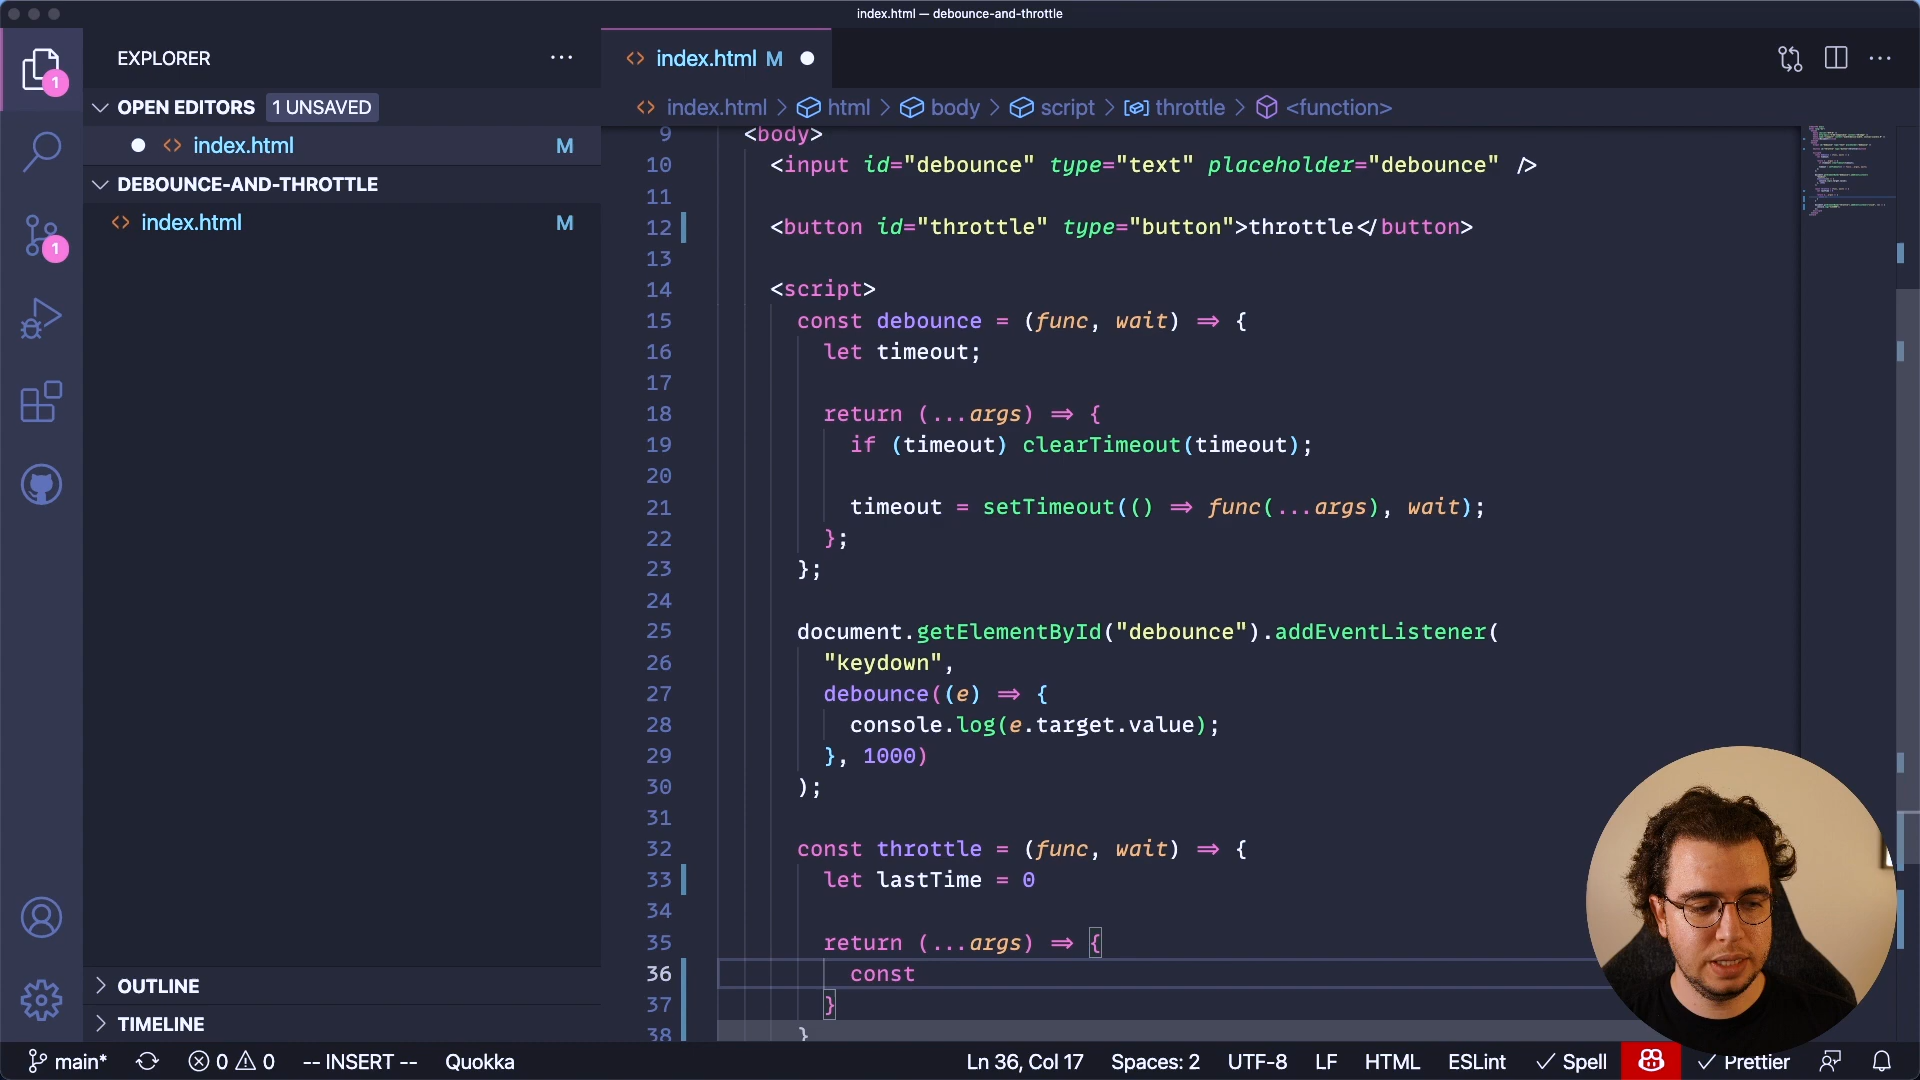 index.html — debounce-and-throttle
EXPLORER
OPEN EDITORS 1 UNSAVED
index.html M
DEBOUNCE-AND-THROTTLE
index.html M
1
1
OUTLINE
TIMELINE
index.html M
index.html > html > body > script > throttle > <function>
9 <body>
10 <input id="debounce" type="text" placeholder="debounce" />
11
12 <button id="throttle" type="button">throttle</button>
13
14 <script>
15 const debounce = (func, wait) => {
16 let timeout;
17
18 return (...args) => {
19 if (timeout) clearTimeout(timeout);
20
21 timeout = setTimeout(() => func(...args), wait);
22 };
23 };
24
25 document.getElementById("debounce").addEventListener(
26 "keydown",
27 debounce((e) => {
28 console.log(e.target.value);
29 }, 1000)
30 );
31
32 const throttle = (func, wait) => {
33 let lastTime = 0
34
35 return (...args) => {
36 const
37 }
38 }
main* 0 0 -- INSERT -- Quokka Ln 36, Col 17 Spaces: 2 UTF-8 LF HTML ESLint Spell Prettier